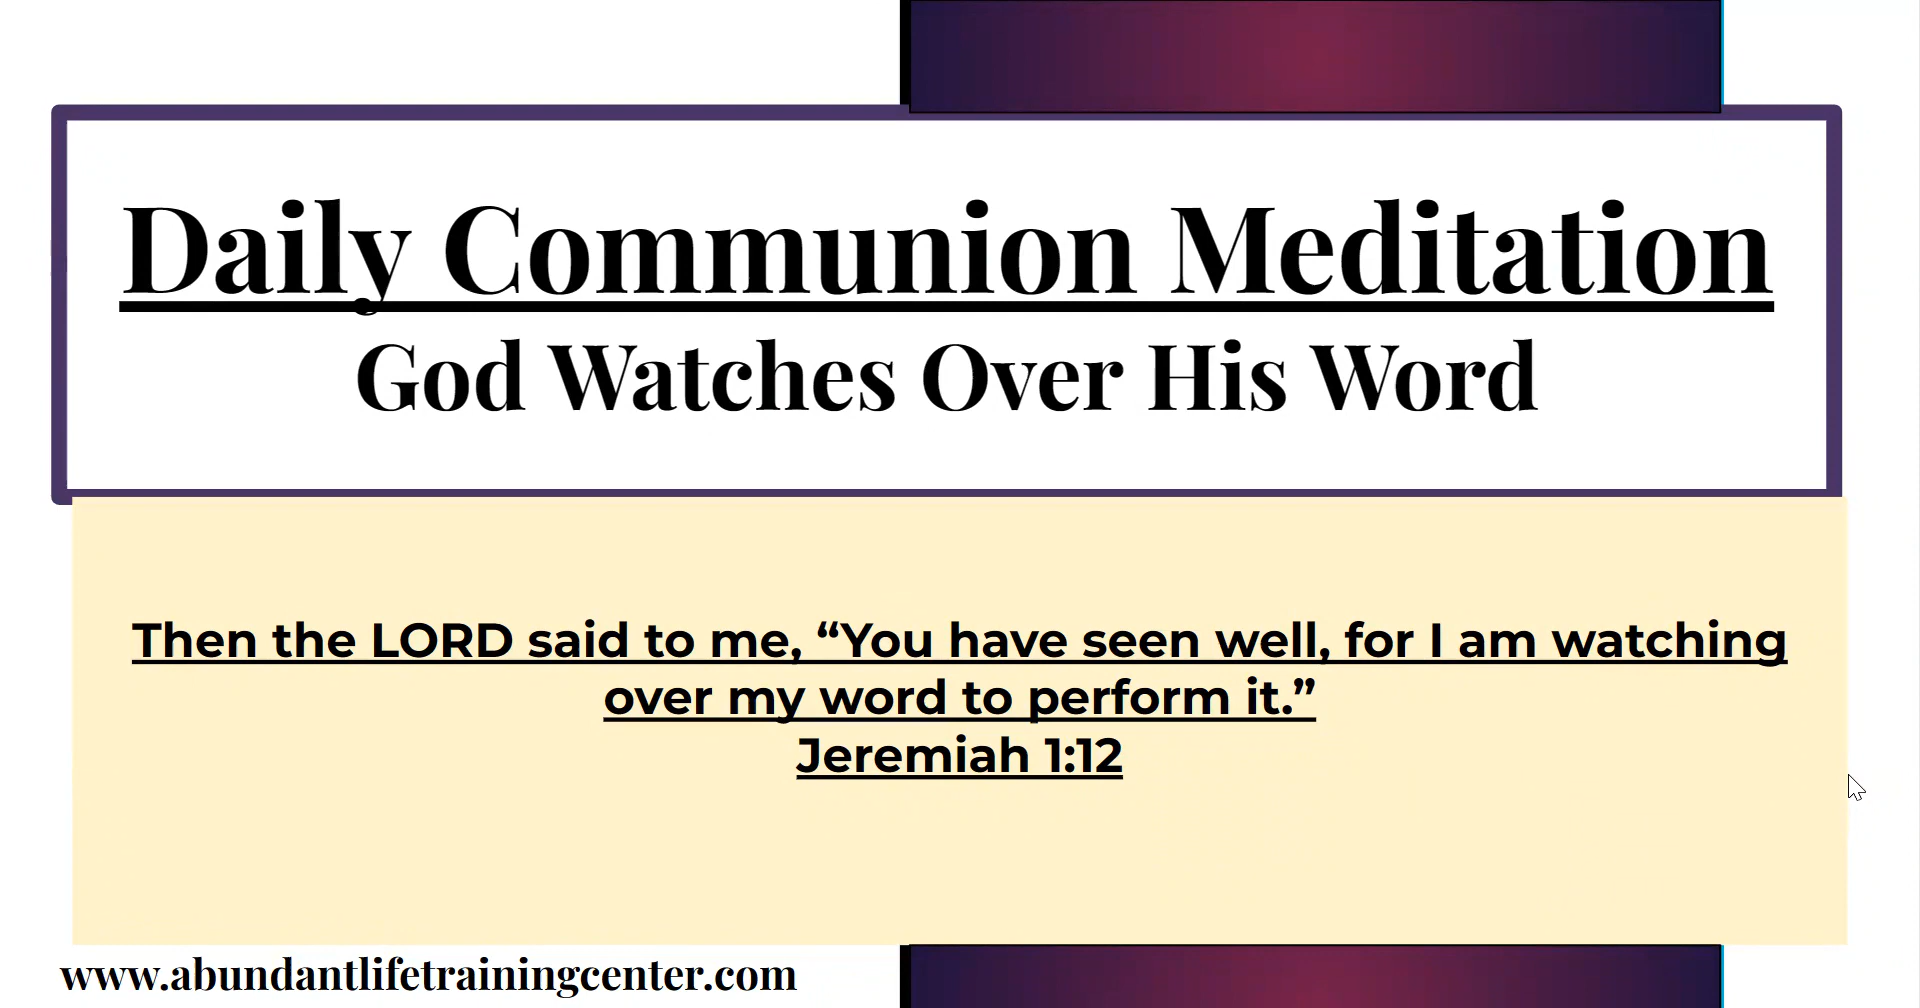 Daily Communion Meditation
God Watches Over His Word
Then the LORD said to me, “You have seen well, for I am watching
over my word to perform it.”
Jeremiah 1:12
www.abundantlifetrainingcenter.com